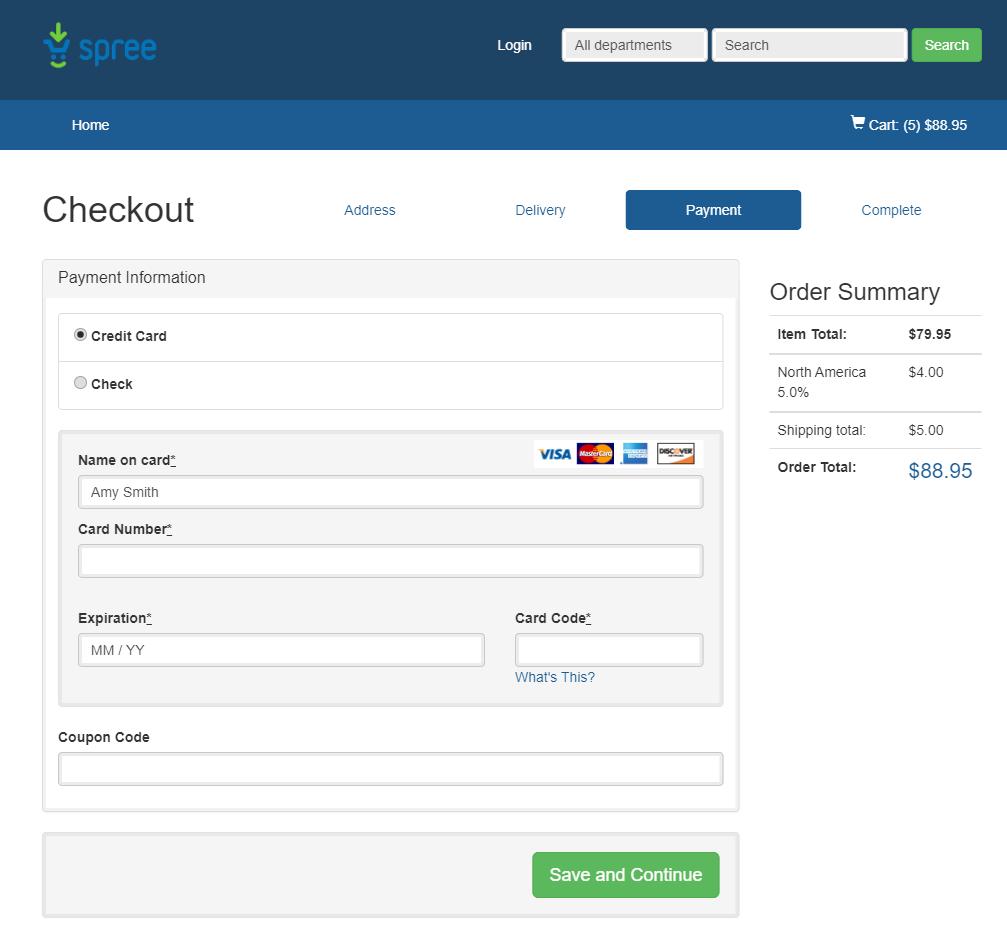 spree
Login
All departments
Search
Search
Home
Cart: (5) $88.95
Checkout
Address
Delivery
Payment
Complete
Payment Information
Credit Card
Check
Name on card*
VISA MasterCard DISCOVER
Amy Smith
Card Number*
Expiration*
Card Code*
MM / YY
What's This?
Coupon Code
Save and Continue
Order Summary
Item Total: $79.95
North America $4.00
5.0%
Shipping total: $5.00
Order Total: $88.95